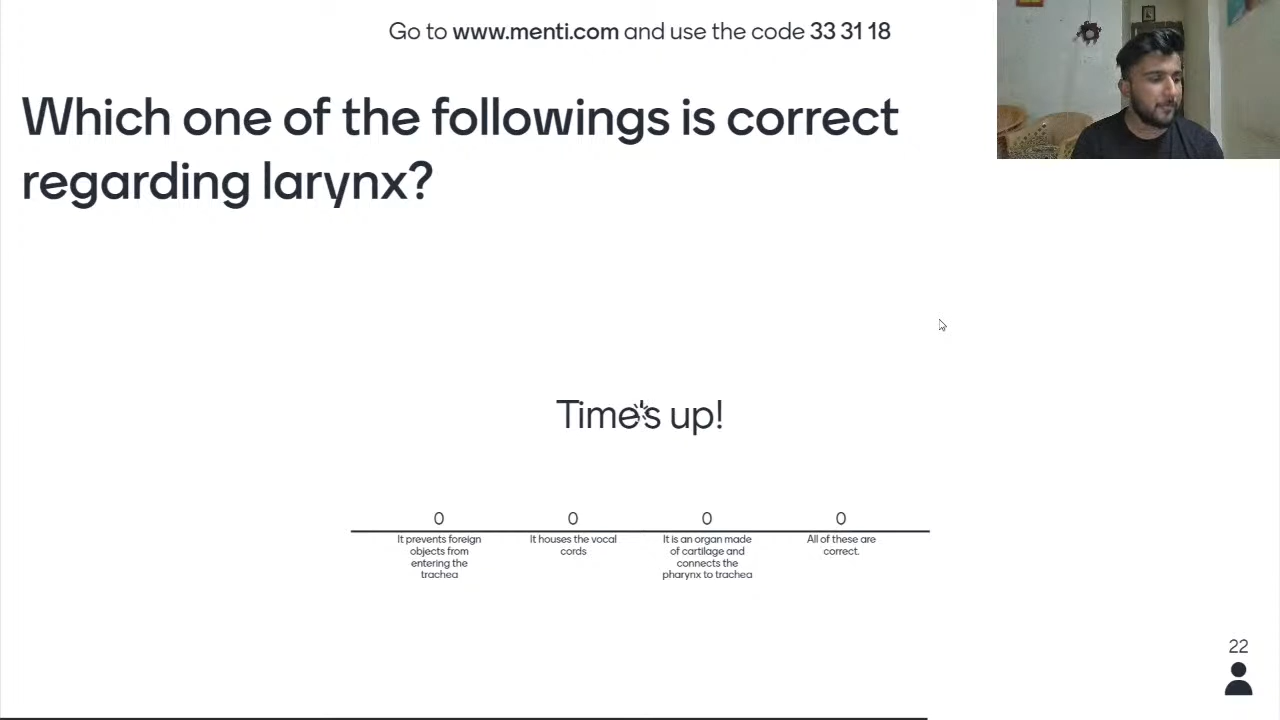 Go to www.menti.com and use the code 33 31 18
Which one of the followings is correct
regarding larynx?
Time's up!
0
0
0
0
It prevents foreign
objects from
entering the
trachea
It houses the vocal
cords
It is an organ made
of cartilage and
connects the
pharynx to trachea
All of these are
correct.
22